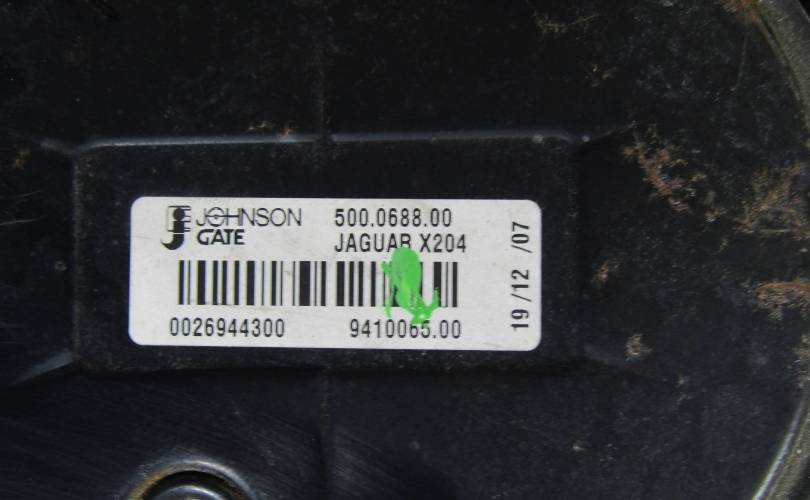 JOHNSON GATE
500.0688.00
JAGUAR X204
0026944300
9410065.00
19/12 /07